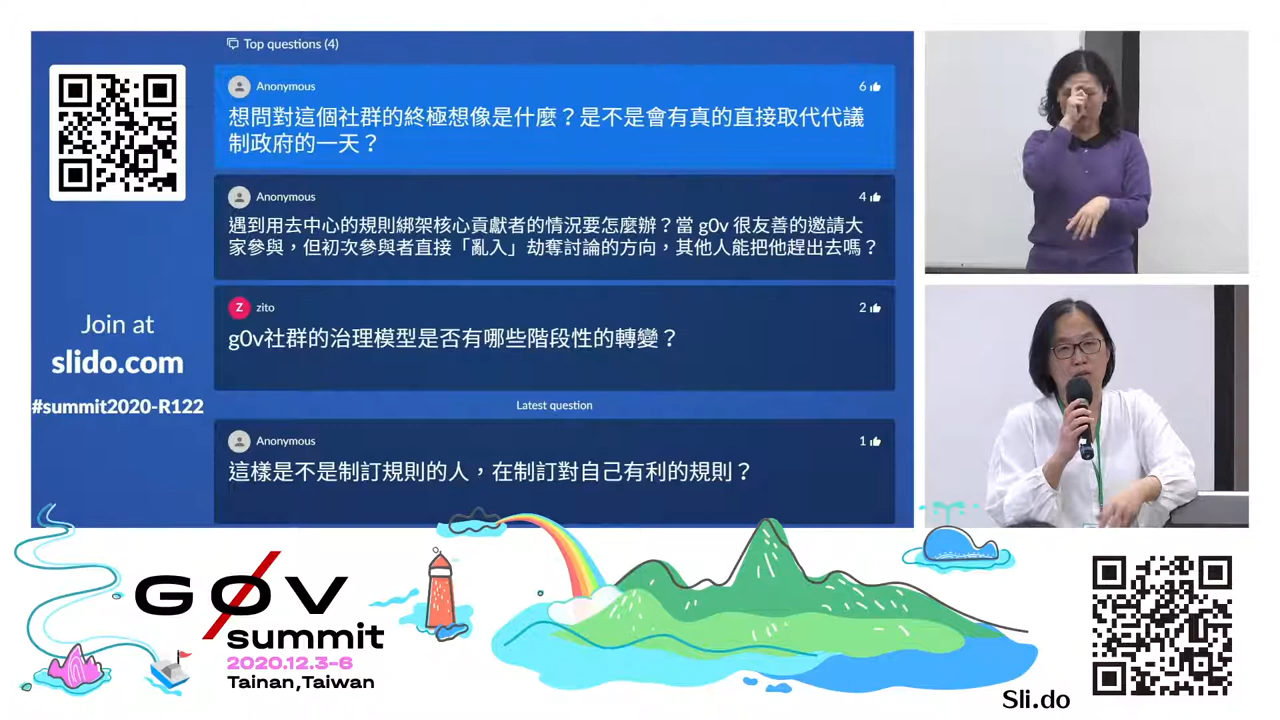 Top questions (4)
Anonymous
6
想問對這個社群的終極想像是什麼？是不是會有真的直接取代代議
制政府的一天？
Anonymous
4
遇到用去中心的規則綁架核心貢獻者的情況要怎麼辦？當 g0v 很友善的邀請大
家參與，但初次參與者直接「亂入」劫奪討論的方向，其他人能把他趕出去嗎？
Z
zito
2
g0v社群的治理模型是否有哪些階段性的轉變？
Latest question
Anonymous
1
這樣是不是制訂規則的人，在制訂對自己有利的規則？
Join at
slido.com
#summit2020-R122
GØV
summit
2020.12.3-6
Tainan,Taiwan
Sli.do